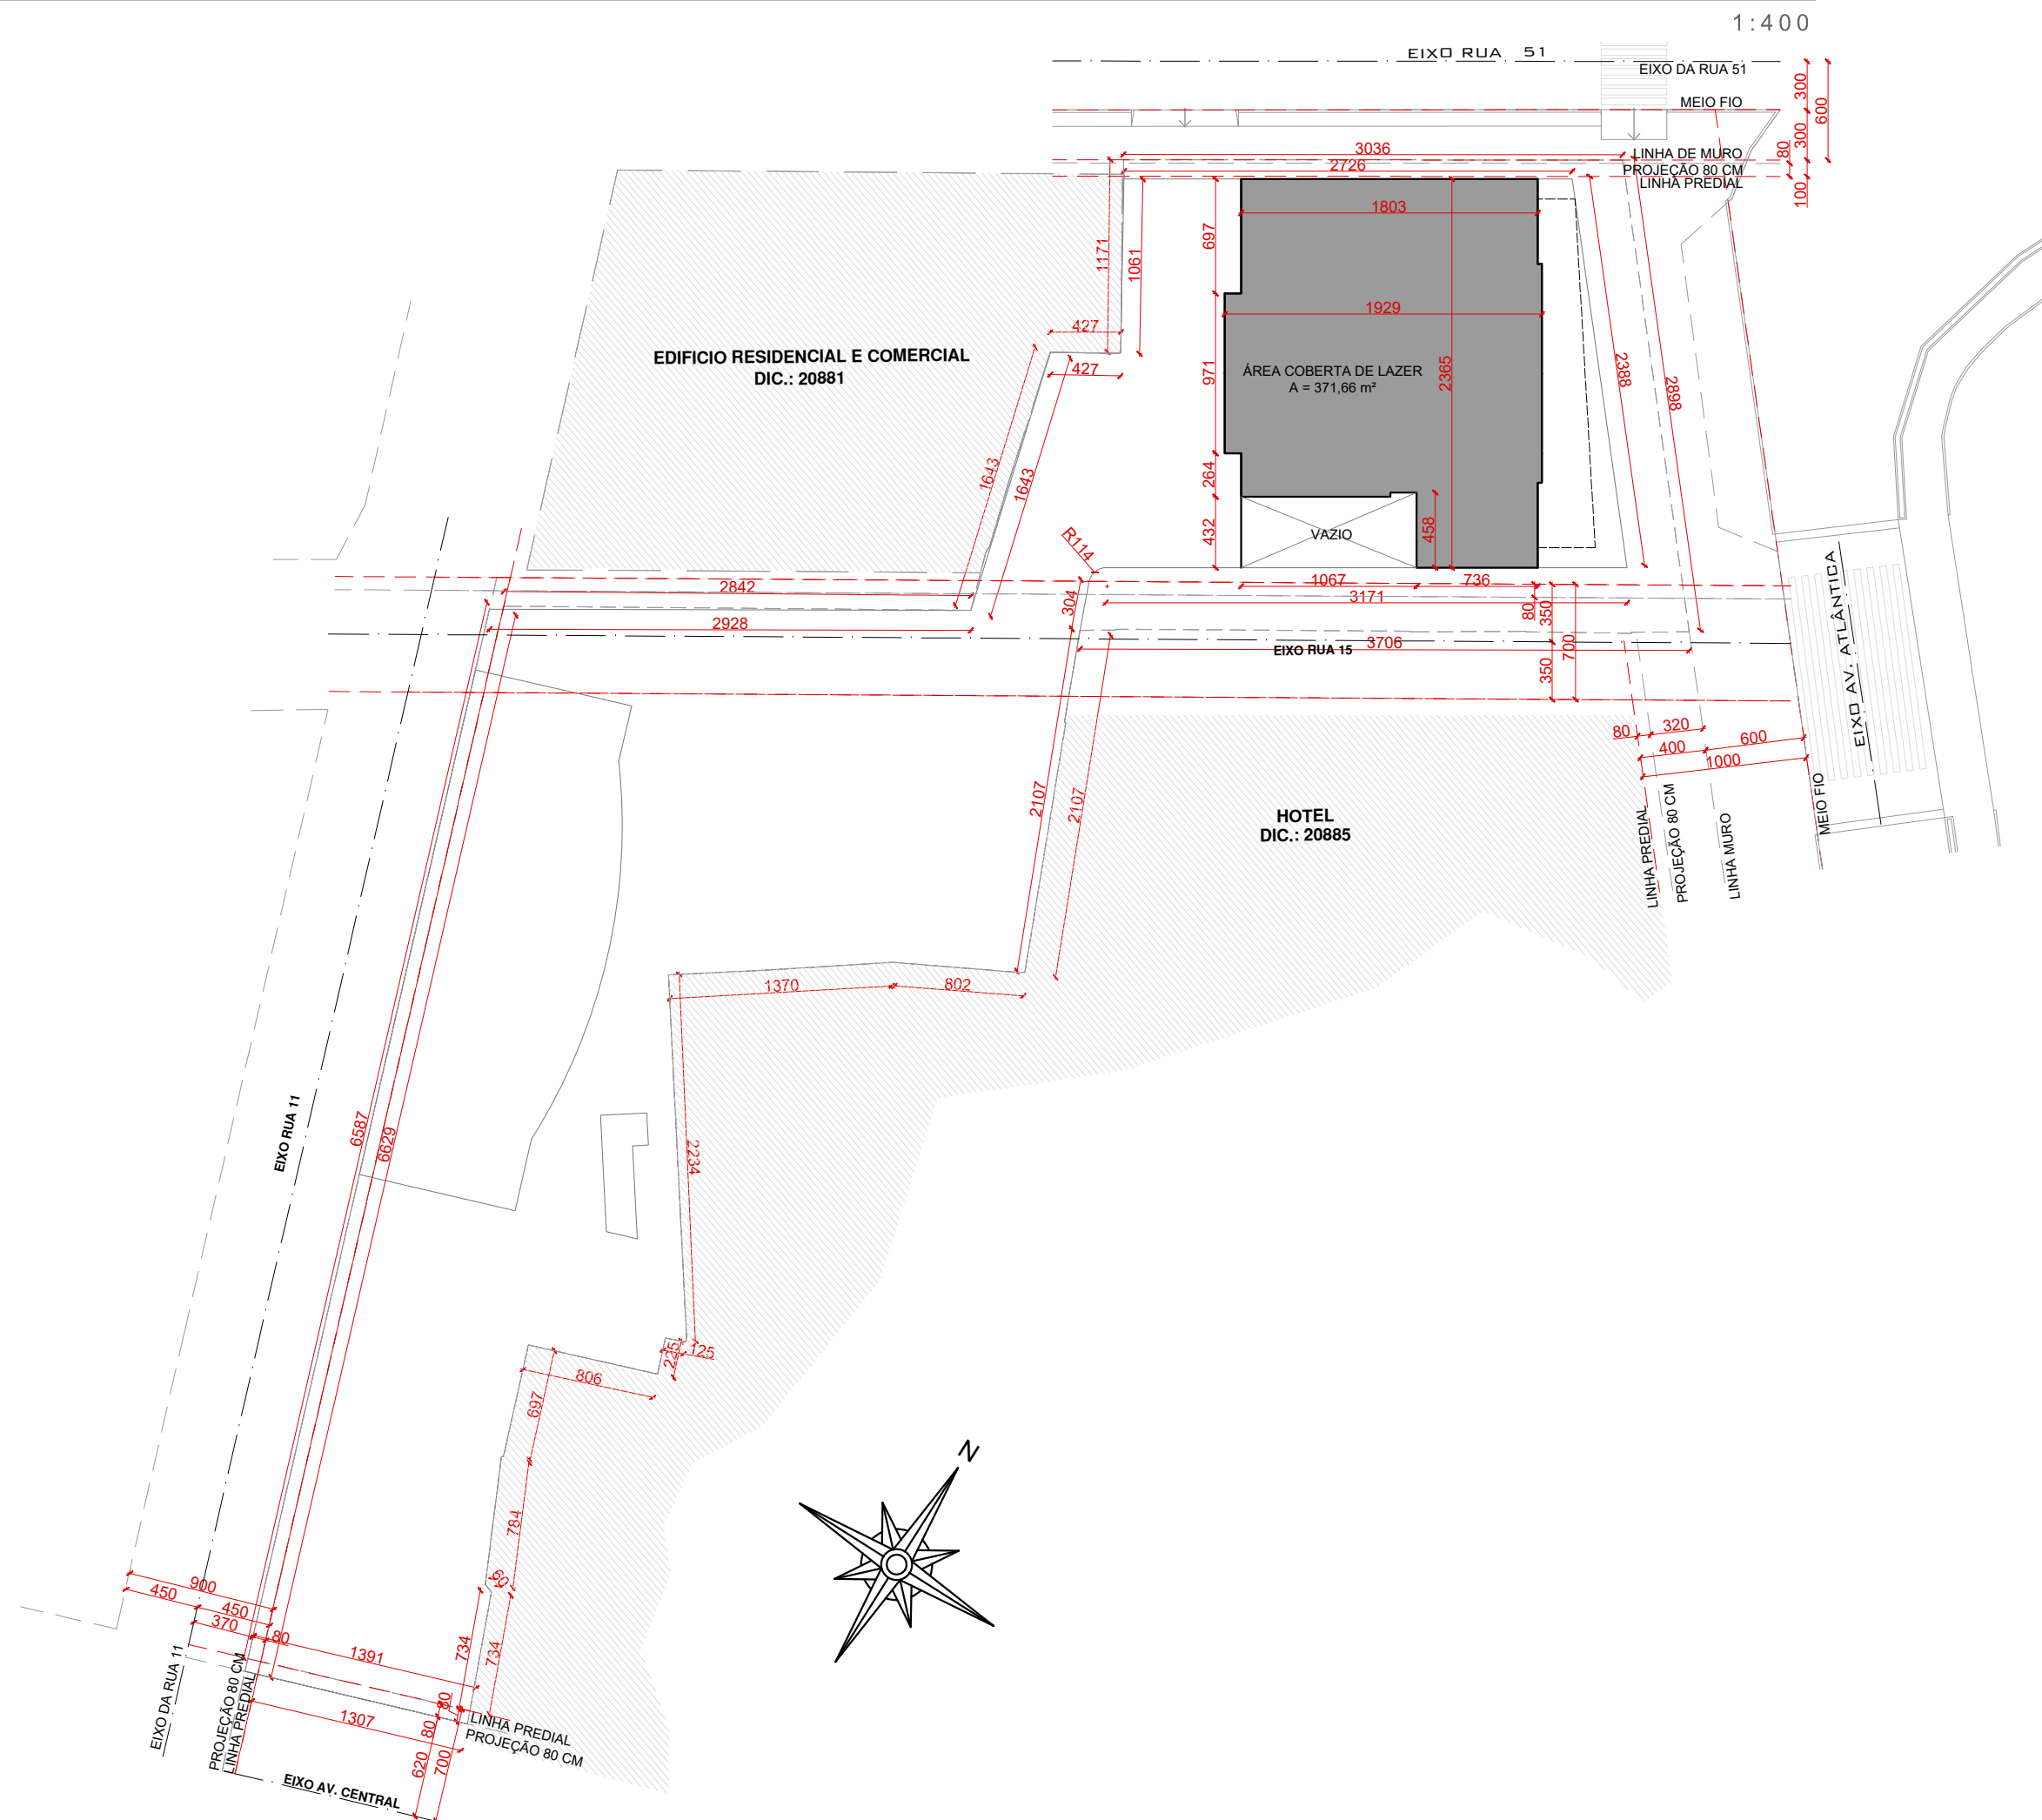 1:400
EIXO RUA 51
EIXO DA RUA 51
MEIO FIO
300
600
300
80
100
3036
LINHA DE MURO
2726
PROJEÇÃO 80 CM
LINHA PREDIAL
1803
697
1171
1061
1929
427
EDIFICIO RESIDENCIAL E COMERCIAL
DIC.: 20881
427
971
ÁREA COBERTA DE LAZER
A = 371,66 m²
2365
2388
2898
1643
1643
264
432
458
VAZIO
R114
2842
304
1067
736
3171
80
350
700
2928
3706
EIXO RUA 15
350
EIXO AV. ATLÂNTICA
80
320
400
600
1000
MEIO FIO
LINHA PREDIAL
PROJEÇÃO 80 CM
LINHA MURO
2107
2107
HOTEL
DIC.: 20885
1370
802
EIXO RUA 11
6587
6629
2234
225
125
806
697
784
60
N
900
450
450
370
80
1391
734
734
EIXO DA RUA 11
PROJEÇÃO 80 CM
LINHA PREDIAL
1307
80
80
620
700
LINHA PREDIAL
PROJEÇÃO 80 CM
EIXO AV. CENTRAL